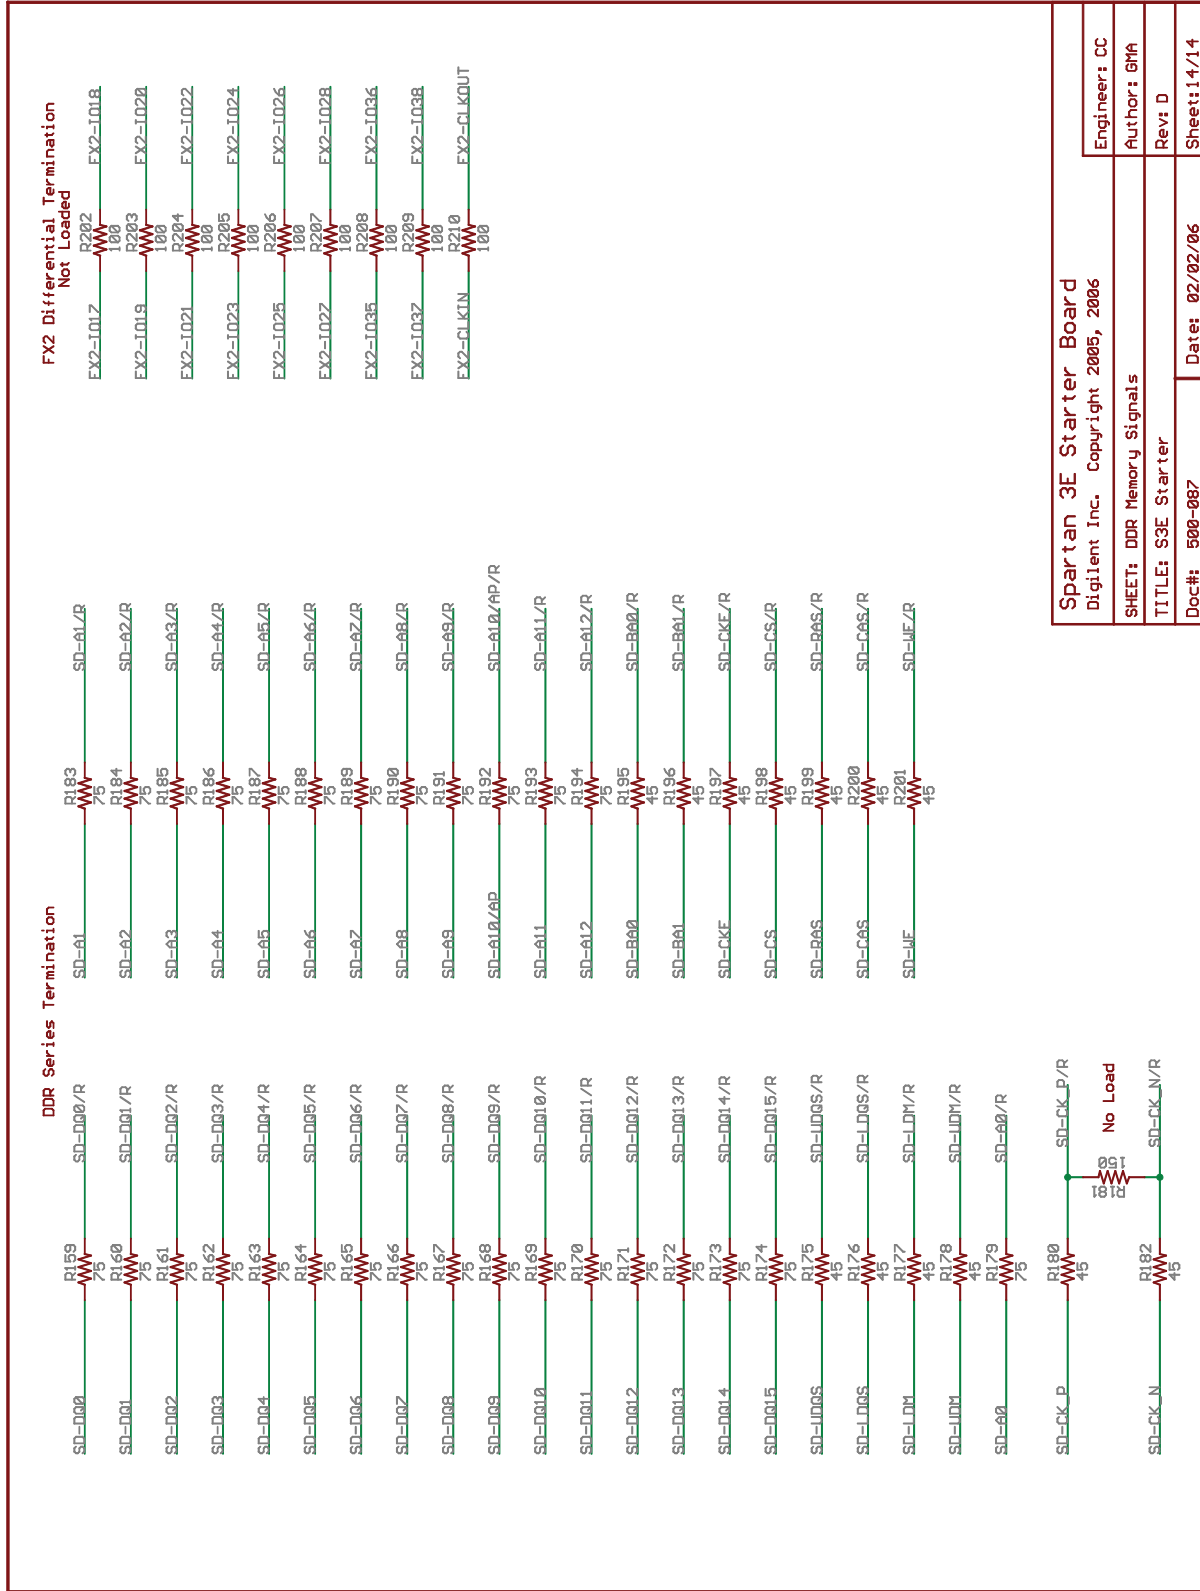 DDR Series Termination
SD-DQ0 R159 75 SD-DQ0/R
SD-DQ1 R160 75 SD-DQ1/R
SD-DQ2 R161 75 SD-DQ2/R
SD-DQ3 R162 75 SD-DQ3/R
SD-DQ4 R163 75 SD-DQ4/R
SD-DQ5 R164 75 SD-DQ5/R
SD-DQ6 R165 75 SD-DQ6/R
SD-DQ7 R166 75 SD-DQ7/R
SD-DQ8 R167 75 SD-DQ8/R
SD-DQ9 R168 75 SD-DQ9/R
SD-DQ10 R169 75 SD-DQ10/R
SD-DQ11 R170 75 SD-DQ11/R
SD-DQ12 R171 75 SD-DQ12/R
SD-DQ13 R172 75 SD-DQ13/R
SD-DQ14 R173 75 SD-DQ14/R
SD-DQ15 R174 75 SD-DQ15/R
SD-UDQS R175 45 SD-UDQS/R
SD-LDQS R176 45 SD-LDQS/R
SD-LDM R177 45 SD-LDM/R
SD-UDM R178 45 SD-UDM/R
SD-A0 R179 75 SD-A0/R
SD-CK_P R180 45 SD-CK_P/R
R181 150 No Load
SD-CK_N R182 45 SD-CK_N/R
SD-A1 R183 75 SD-A1/R
SD-A2 R184 75 SD-A2/R
SD-A3 R185 75 SD-A3/R
SD-A4 R186 75 SD-A4/R
SD-A5 R187 75 SD-A5/R
SD-A6 R188 75 SD-A6/R
SD-A7 R189 75 SD-A7/R
SD-A8 R190 75 SD-A8/R
SD-A9 R191 75 SD-A9/R
SD-A10/AP R192 75 SD-A10/AP/R
SD-A11 R193 75 SD-A11/R
SD-A12 R194 75 SD-A12/R
SD-BA0 R195 45 SD-BA0/R
SD-BA1 R196 45 SD-BA1/R
SD-CKE R197 45 SD-CKE/R
SD-CS R198 45 SD-CS/R
SD-RAS R199 45 SD-RAS/R
SD-CAS R200 45 SD-CAS/R
SD-WE R201 45 SD-WE/R
FX2 Differential Termination
Not Loaded
FX2-IO17 R202 100 FX2-IO18
FX2-IO19 R203 100 FX2-IO20
FX2-IO21 R204 100 FX2-IO22
FX2-IO23 R205 100 FX2-IO24
FX2-IO25 R206 100 FX2-IO26
FX2-IO27 R207 100 FX2-IO28
FX2-IO35 R208 100 FX2-IO36
FX2-IO37 R209 100 FX2-IO38
FX2-CLKIN R210 100 FX2-CLKOUT
Spartan 3E Starter Board
Digilent Inc. Copyright 2005, 2006
Engineer: CC
SHEET: DDR Memory Signals
Author: GMA
TITLE: S3E Starter
Rev: D
Doc#: 500-087
Date: 02/02/06
Sheet:14/14